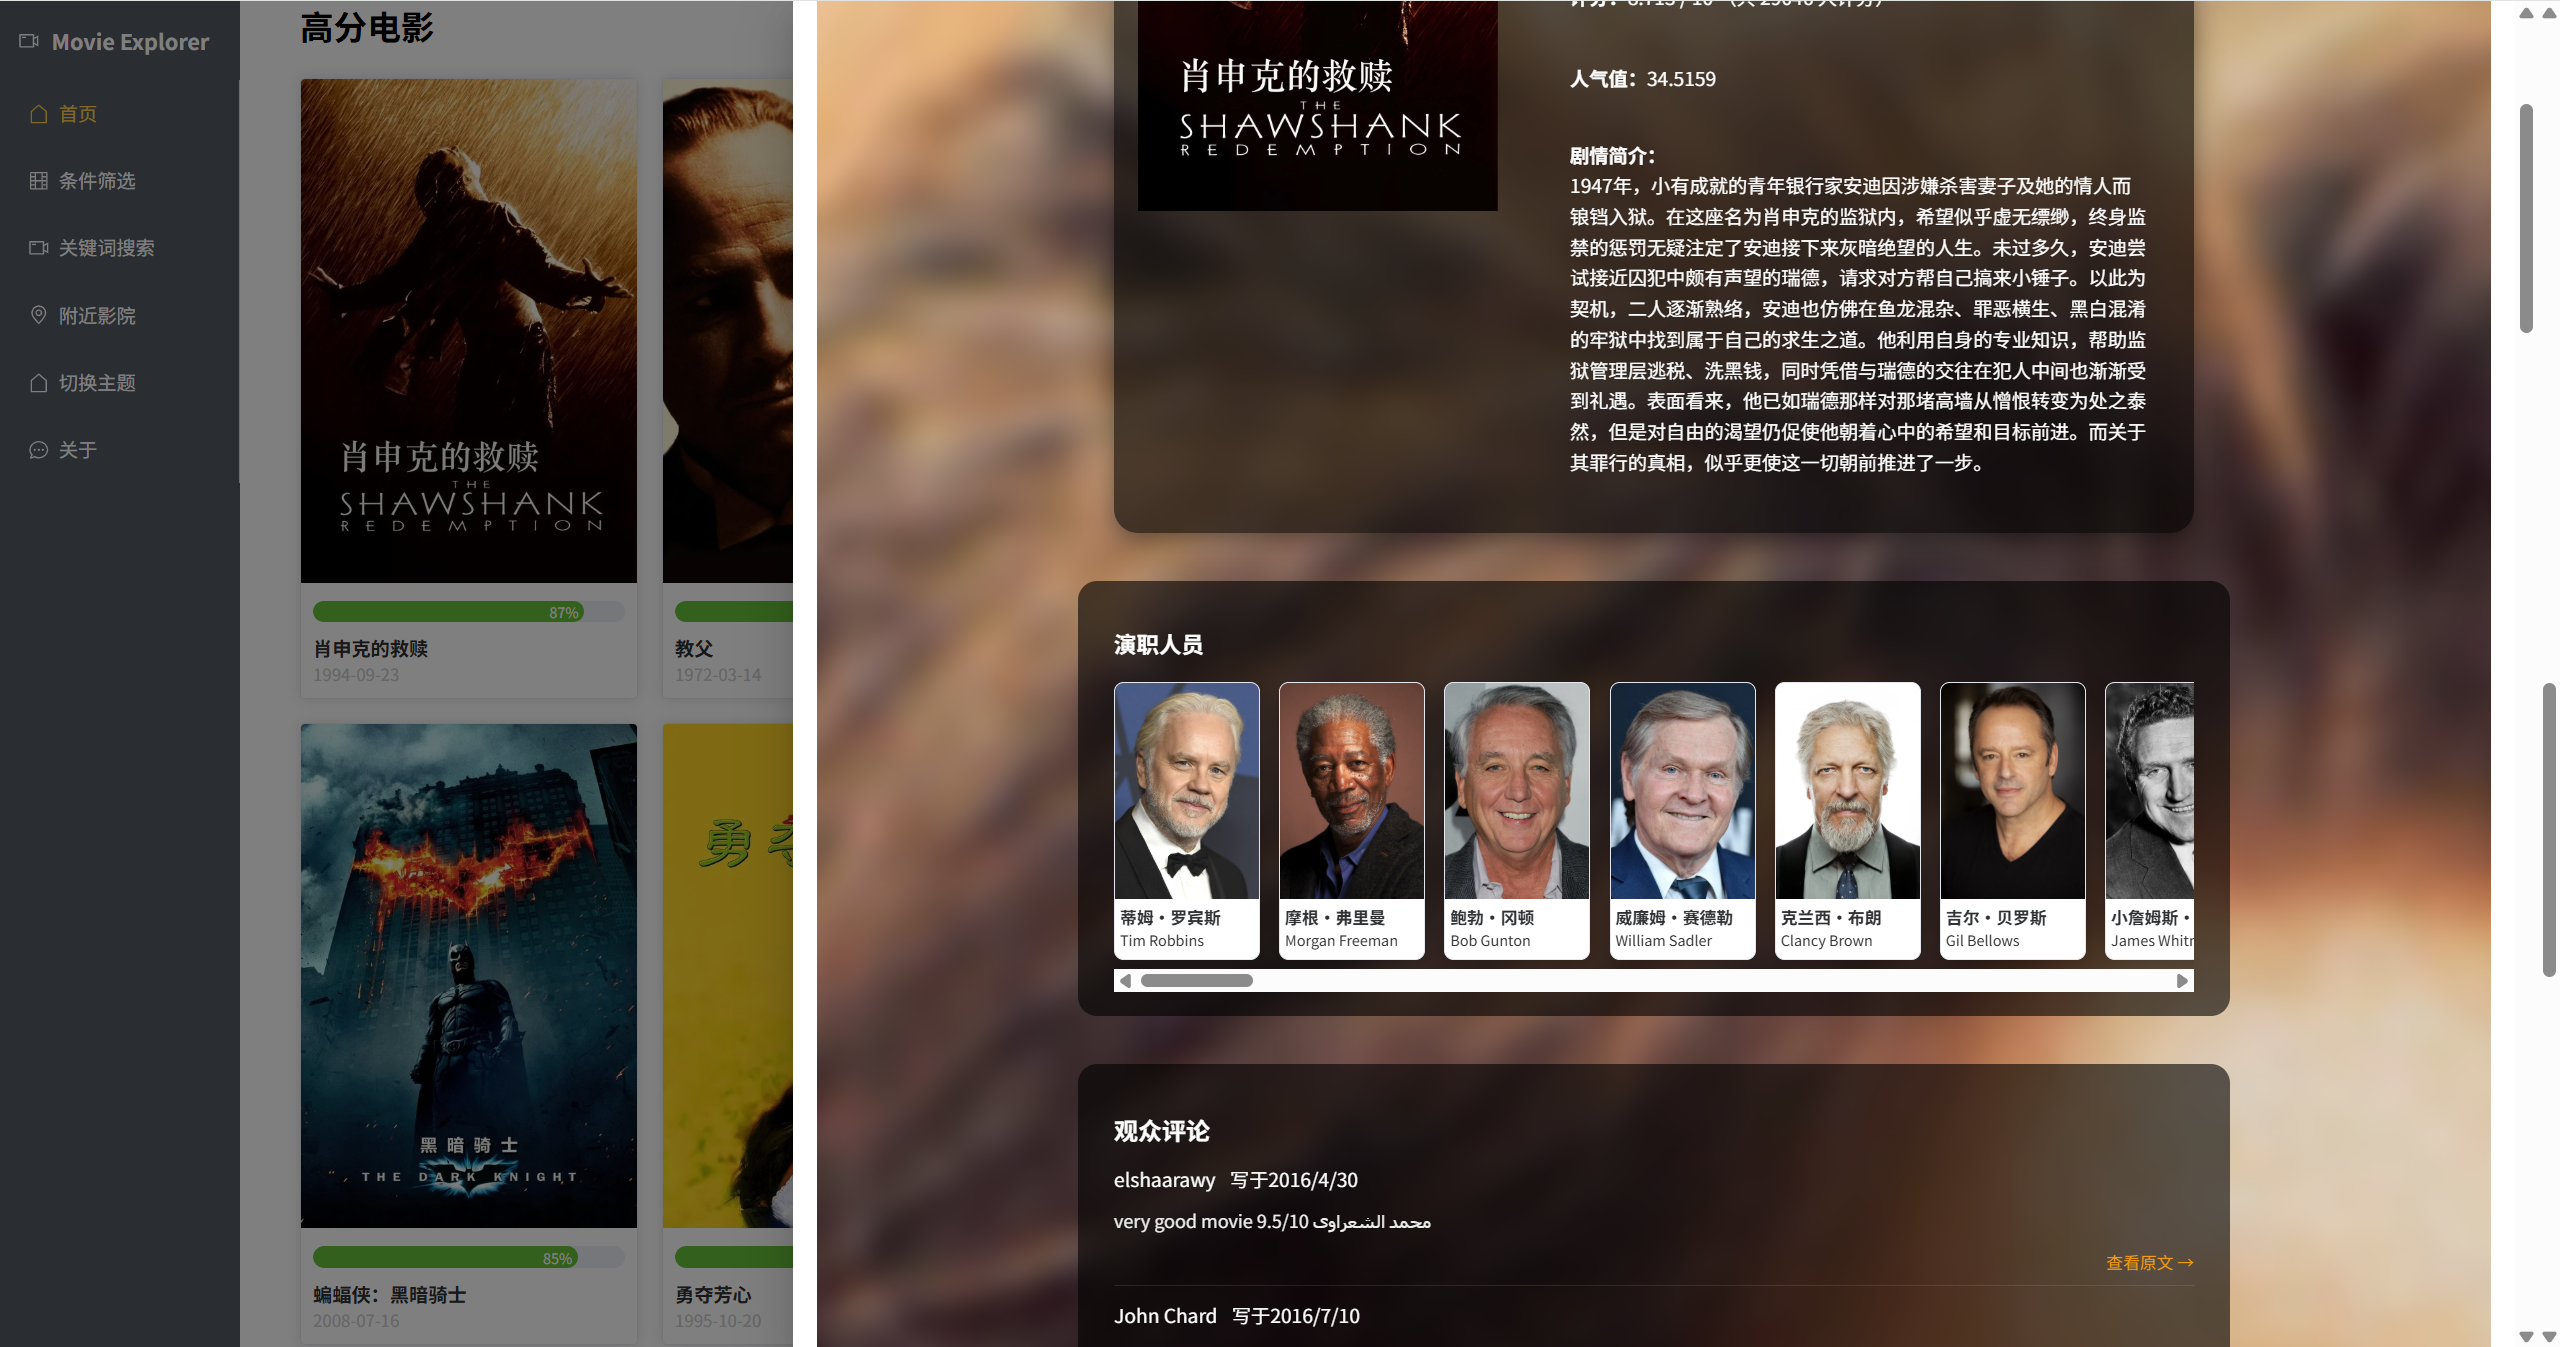 Movie Explorer
首页
条件筛选
关键词搜索
附近影院
切换主题
关于
高分电影
肖申克的救赎
THE
SHAWSHANK
REDEMPTION
87%
肖申克的救赎
1994-09-23
教父
1972-03-14
黑暗骑士
THE DARK KNIGHT
85%
蝙蝠侠：黑暗骑士
2008-07-16
勇
勇夺芳心
1995-10-20
肖申克的救赎
THE
SHAWSHANK
REDEMPTION
人气值：34.5159
剧情简介：
1947年，小有成就的青年银行家安迪因涉嫌杀害妻子及她的情人而
锒铛入狱。在这座名为肖申克的监狱内，希望似乎虚无缥缈，终身监
禁的惩罚无疑注定了安迪接下来灰暗绝望的人生。未过多久，安迪尝
试接近囚犯中颇有声望的瑞德，请求对方帮自己搞来小锤子。以此为
契机，二人逐渐熟络，安迪也仿佛在鱼龙混杂、罪恶横生、黑白混淆
的牢狱中找到属于自己的求生之道。他利用自身的专业知识，帮助监
狱管理层逃税、洗黑钱，同时凭借与瑞德的交往在犯人中间也渐渐受
到礼遇。表面看来，他已如瑞德那样对那堵高墙从憎恨转变为处之泰
然，但是对自由的渴望仍促使他朝着心中的希望和目标前进。而关于
其罪行的真相，似乎更使这一切朝前推进了一步。
演职人员
蒂姆·罗宾斯
Tim Robbins
摩根·弗里曼
Morgan Freeman
鲍勃·冈顿
Bob Gunton
威廉姆·赛德勒
William Sadler
克兰西·布朗
Clancy Brown
吉尔·贝罗斯
Gil Bellows
小詹姆斯·
James Whitr
观众评论
elshaarawy 写于2016/4/30
very good movie 9.5/10 محمد الشعراوى
查看原文→
John Chard 写于2016/7/10